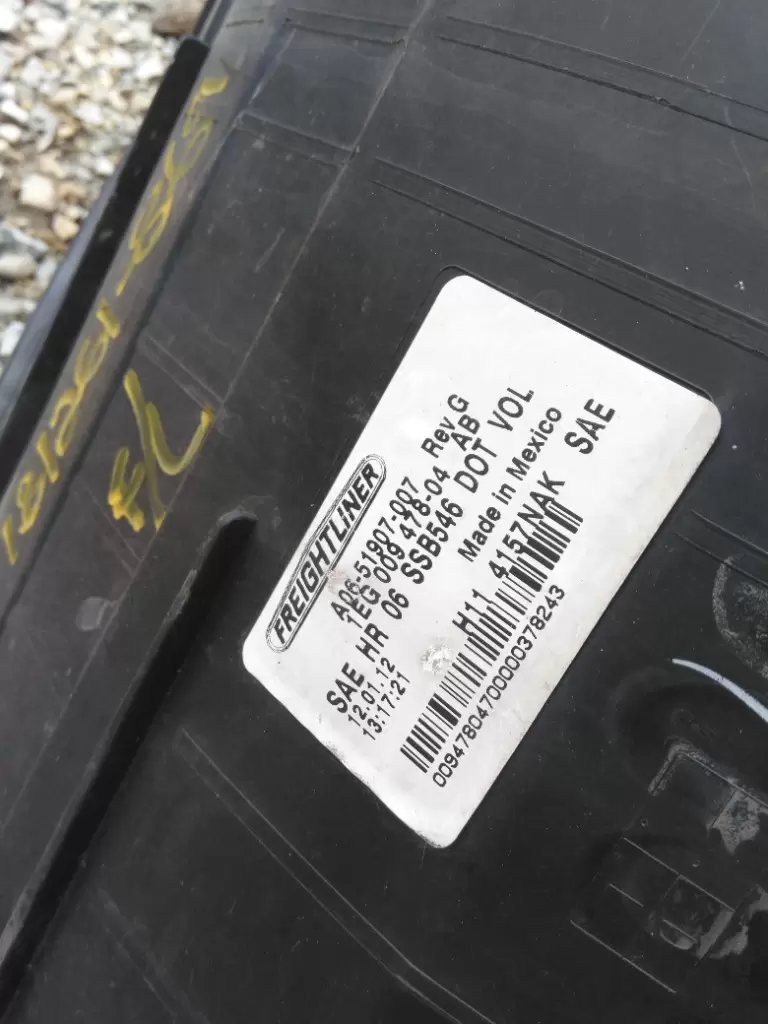 FREIGHTLINER
A06-51907-007 Rev G
1EG 009 478-04 AB
SAE HR 06 SSB546 DOT VOL
12.01.12 Made in Mexico
13:17:21 H11 4157NAK SAE
00947804700000378243